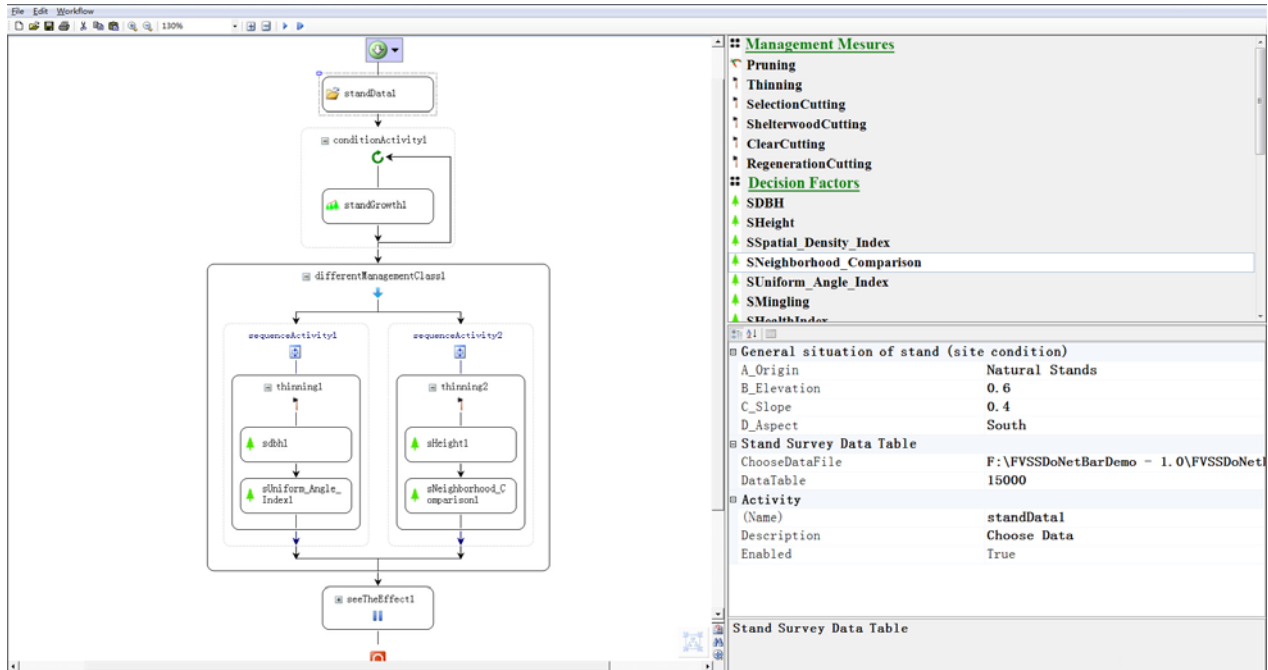 File Edit Workflow
130%
standData1
conditionActivity1
standGrowth1
differentManagementClass1
sequenceActivity1
sequenceActivity2
thinning1
thinning2
sdbh1
sHeight1
sUniform_Angle_
Index1
sNeighborhood_C
omparison1
seeTheEffect1
Management Mesures
Pruning
Thinning
SelectionCutting
ShelterwoodCutting
ClearCutting
RegenerationCutting
Decision Factors
SDBH
SHeight
SSpatial_Density_Index
SNeighborhood_Comparison
SUniform_Angle_Index
SMingling
SHealthIndex
General situation of stand (site condition)
A_Origin Natural Stands
B_Elevation 0.6
C_Slope 0.4
D_Aspect South
Stand Survey Data Table
ChooseDataFile F:\FVSSDoNetBarDemo - 1.0\FVSSDoNetB
DataTable 15000
Activity
(Name) standData1
Description Choose Data
Enabled True
Stand Survey Data Table